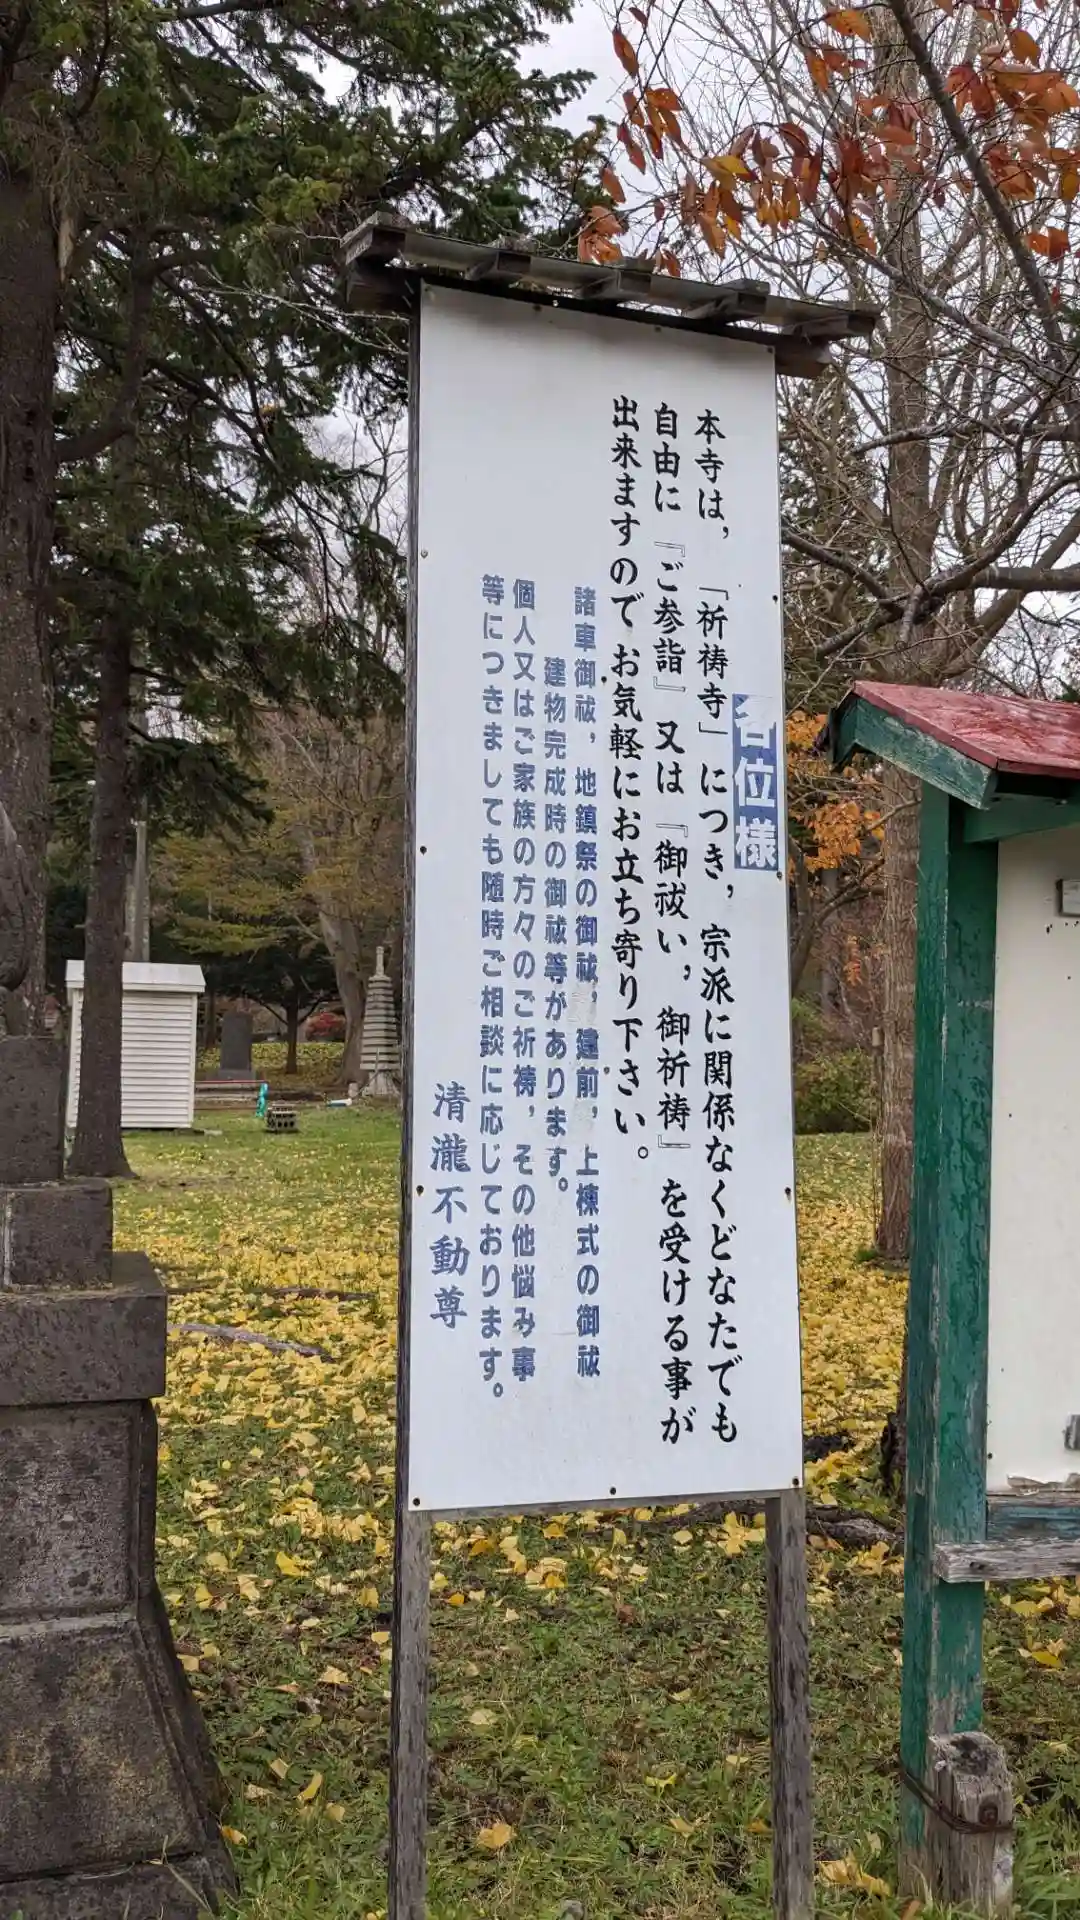 各位様
本寺は，「祈祷寺」につき，宗派に関係なくどなたでも
自由に『ご参詣』又は『御祓い，御祈祷』を受ける事が
出来ますのでお気軽にお立ち寄り下さい。
諸車御祓，地鎮祭の御祓，建前，上棟式の御祓
建物完成時の御祓等があります。
個人又はご家族の方々のご祈祷，その他悩み事
等につきましても随時ご相談に応じております。
清瀧不動尊